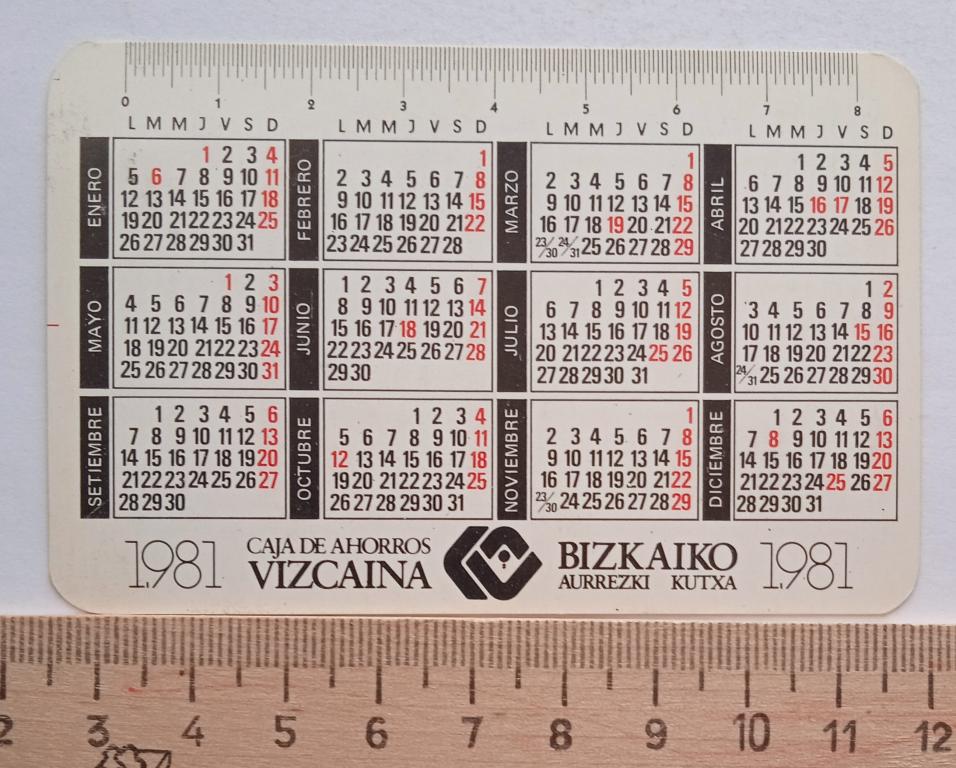 0 1 2 3 4 5 6 7 8
L M M J V S D L M M J V S D L M M J V S D L M M J V S D
ENERO
1 2 3 4
5 6 7 8 9 10 11
12 13 14 15 16 17 18
19 20 21 22 23 24 25
26 27 28 29 30 31
FEBRERO
1
2 3 4 5 6 7 8
9 10 11 12 13 14 15
16 17 18 19 20 21 22
23 24 25 26 27 28
MARZO
1
2 3 4 5 6 7 8
9 10 11 12 13 14 15
16 17 18 19 20 21 22
23/30 24/31 25 26 27 28 29
ABRIL
1 2 3 4 5
6 7 8 9 10 11 12
13 14 15 16 17 18 19
20 21 22 23 24 25 26
27 28 29 30
MAYO
1 2 3
4 5 6 7 8 9 10
11 12 13 14 15 16 17
18 19 20 21 22 23 24
25 26 27 28 29 30 31
JUNIO
1 2 3 4 5 6 7
8 9 10 11 12 13 14
15 16 17 18 19 20 21
22 23 24 25 26 27 28
29 30
JULIO
1 2 3 4 5
6 7 8 9 10 11 12
13 14 15 16 17 18 19
20 21 22 23 24 25 26
27 28 29 30 31
AGOSTO
1 2
3 4 5 6 7 8 9
10 11 12 13 14 15 16
17 18 19 20 21 22 23
24/31 25 26 27 28 29 30
SETIEMBRE
1 2 3 4 5 6
7 8 9 10 11 12 13
14 15 16 17 18 19 20
21 22 23 24 25 26 27
28 29 30
OCTUBRE
1 2 3 4
5 6 7 8 9 10 11
12 13 14 15 16 17 18
19 20 21 22 23 24 25
26 27 28 29 30 31
NOVIEMBRE
1
2 3 4 5 6 7 8
9 10 11 12 13 14 15
16 17 18 19 20 21 22
23/30 24 25 26 27 28 29
DICIEMBRE
1 2 3 4 5 6
7 8 9 10 11 12 13
14 15 16 17 18 19 20
21 22 23 24 25 26 27
28 29 30 31
1981
CAJA DE AHORROS
VIZCAINA
BIZKAIKO
AURREZKI KUTXA
1981
2 3 4 5 6 7 8 9 10 11 12